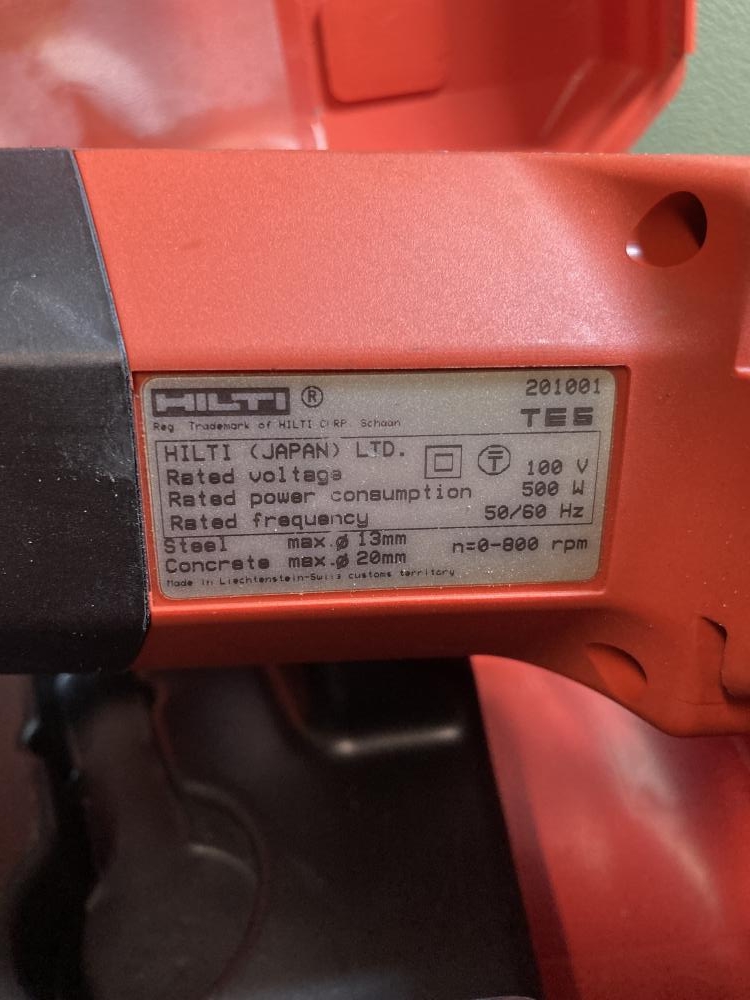 HILTI ® 201001
Reg. Trademark of HILTI CORP. Schaan TE 5
HILTI (JAPAN) LTD.
Rated voltage 100 V
Rated power consumption 500 W
Rated frequency 50/60 Hz
Steel max.ø 13mm
Concrete max.ø 20mm n=0-800 rpm
Made in Liechtenstein-Swiss customs territory